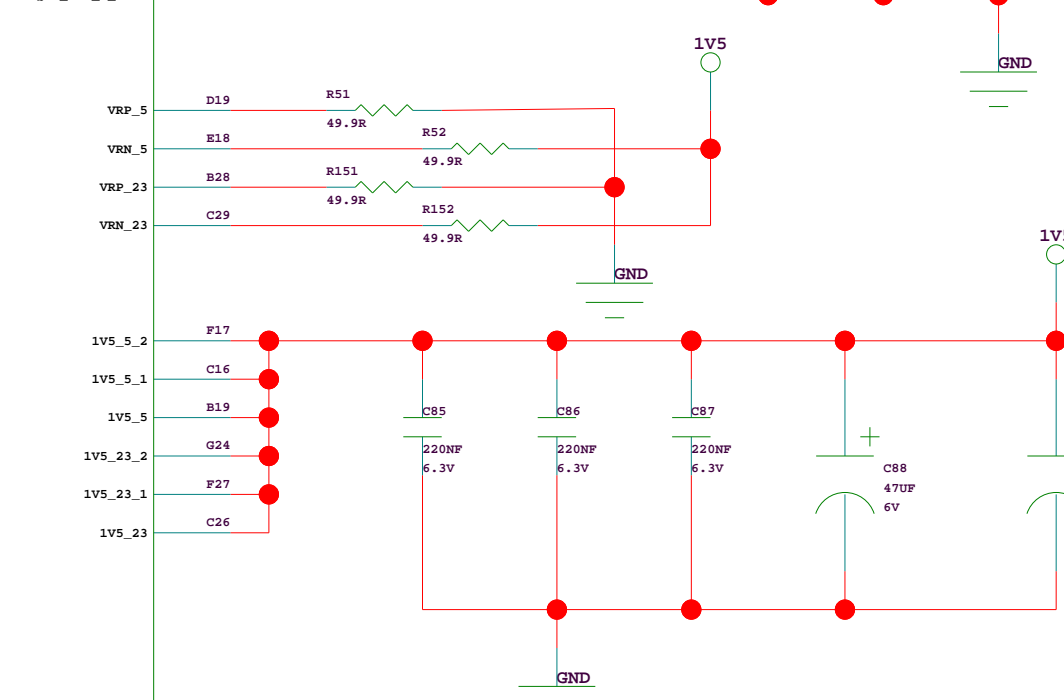 1V5
GND
VRP_5 D19 R51
49.9R
VRN_5 E18 R52
49.9R
VRP_23 B28 R151
49.9R
VRN_23 C29 R152
49.9R
GND
1V5_5_2 F17
1V5_5_1 C16
1V5_5 B19
1V5_23_2 G24
1V5_23_1 F27
1V5_23 C26
C85
220NF
6.3V
C86
220NF
6.3V
C87
220NF
6.3V
C88
47UF
6V
GND